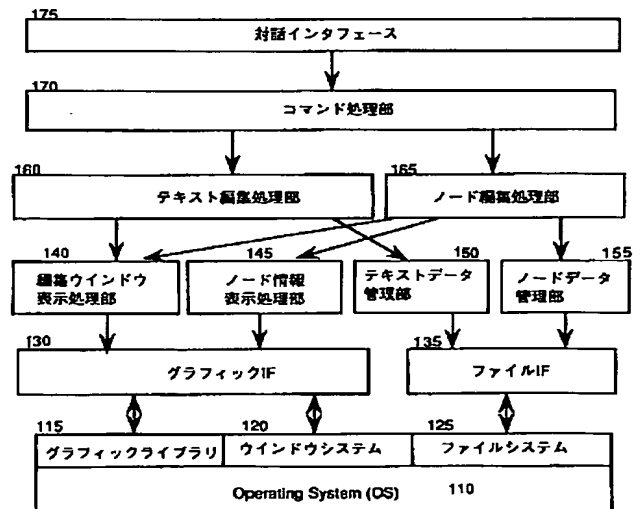 175
対話インタフェース
170
コマンド処理部
160
テキスト編集処理部
165
ノード編集処理部
140
編集ウインドウ
表示処理部
145
ノード情報
表示処理部
150
テキストデータ
管理部
155
ノードデータ
管理部
130
グラフィックIF
135
ファイルIF
115
グラフィックライブラリ
120
ウインドウシステム
125
ファイルシステム
Operating System (OS) 110